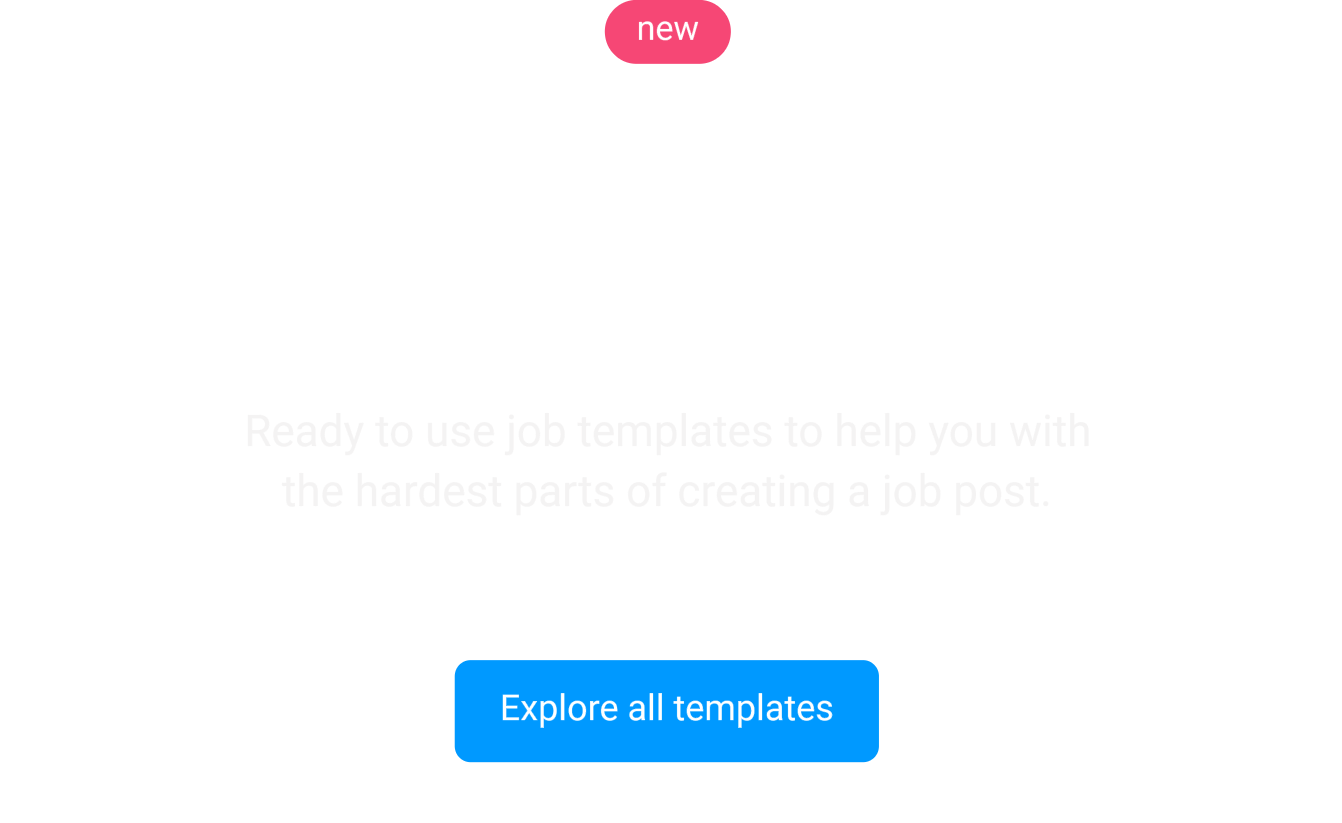 new
Ready to use job templates to help you with
the hardest parts of creating a job post.
Explore all templates